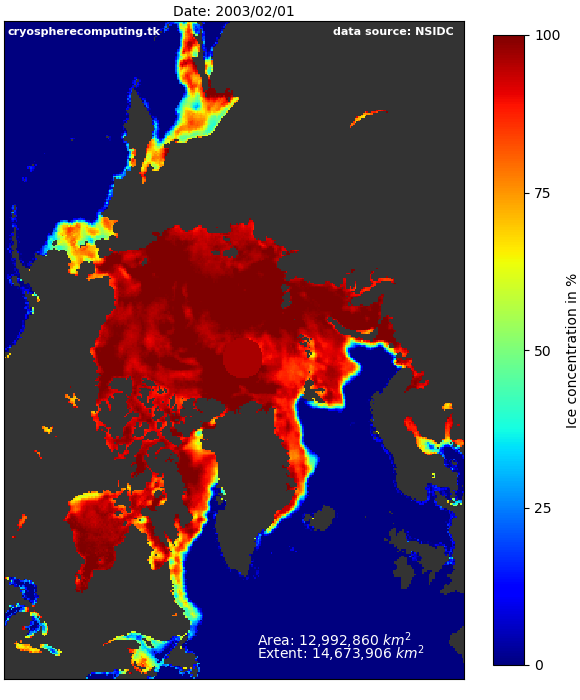 Date: 2003/02/01
cryospherecomputing.tk
data source: NSIDC
100
75
50
25
0
Ice concentration in %
Area: 12,992,860 km²
Extent: 14,673,906 km²